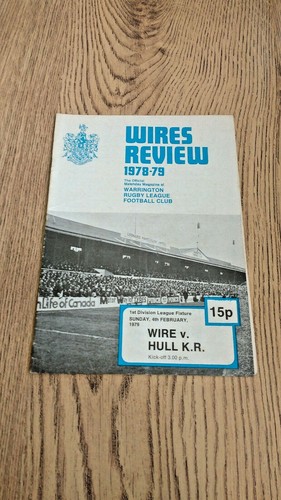 WIRES
REVIEW
1978-79
The Official
Matchday Magazine of
WARRINGTON
RUGBY LEAGUE
FOOTBALL CLUB
Life of Canada
1st Division League Fixture
SUNDAY, 4th FEBRUARY,
1979
15p
WIRE v.
HULL K.R.
Kick-off 3.00 p.m.